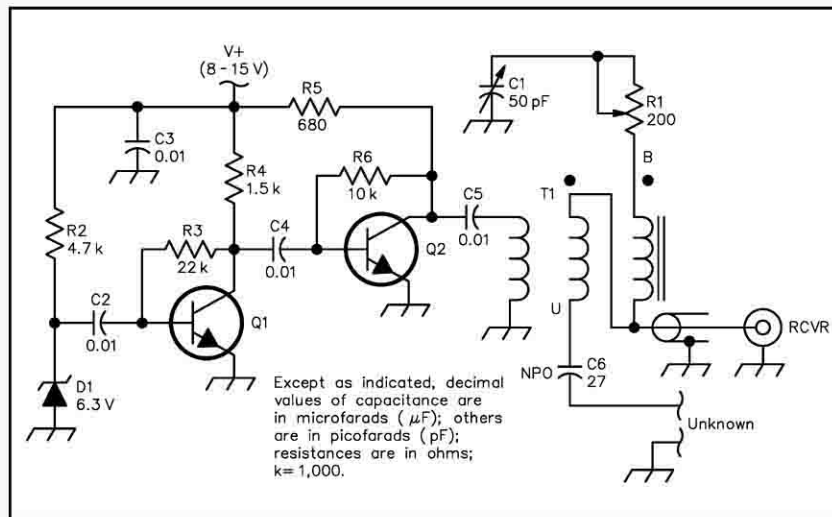 V+
(8-15 V)
R5
680
C3
0.01
R4
1.5 k
R6
10 k
C1
50 pF
R1
200
B
T1
R2
4.7 k
R3
22 k
C4
0.01
Q2
C5
0.01
C2
0.01
Q1
U
RCVR
D1
6.3 V
NPO
C6
27
Unknown
Except as indicated, decimal
values of capacitance are
in microfarads (μF); others
are in picofarads (pF);
resistances are in ohms;
k=1,000.